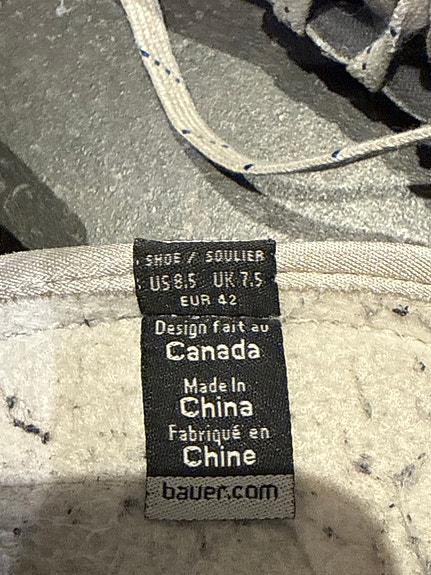 SHOE / SOULIER
US 8.5 UK 7.5
EUR 42
Design fait au
Canada
Made In
China
Fabriqué en
Chine
bauer.com